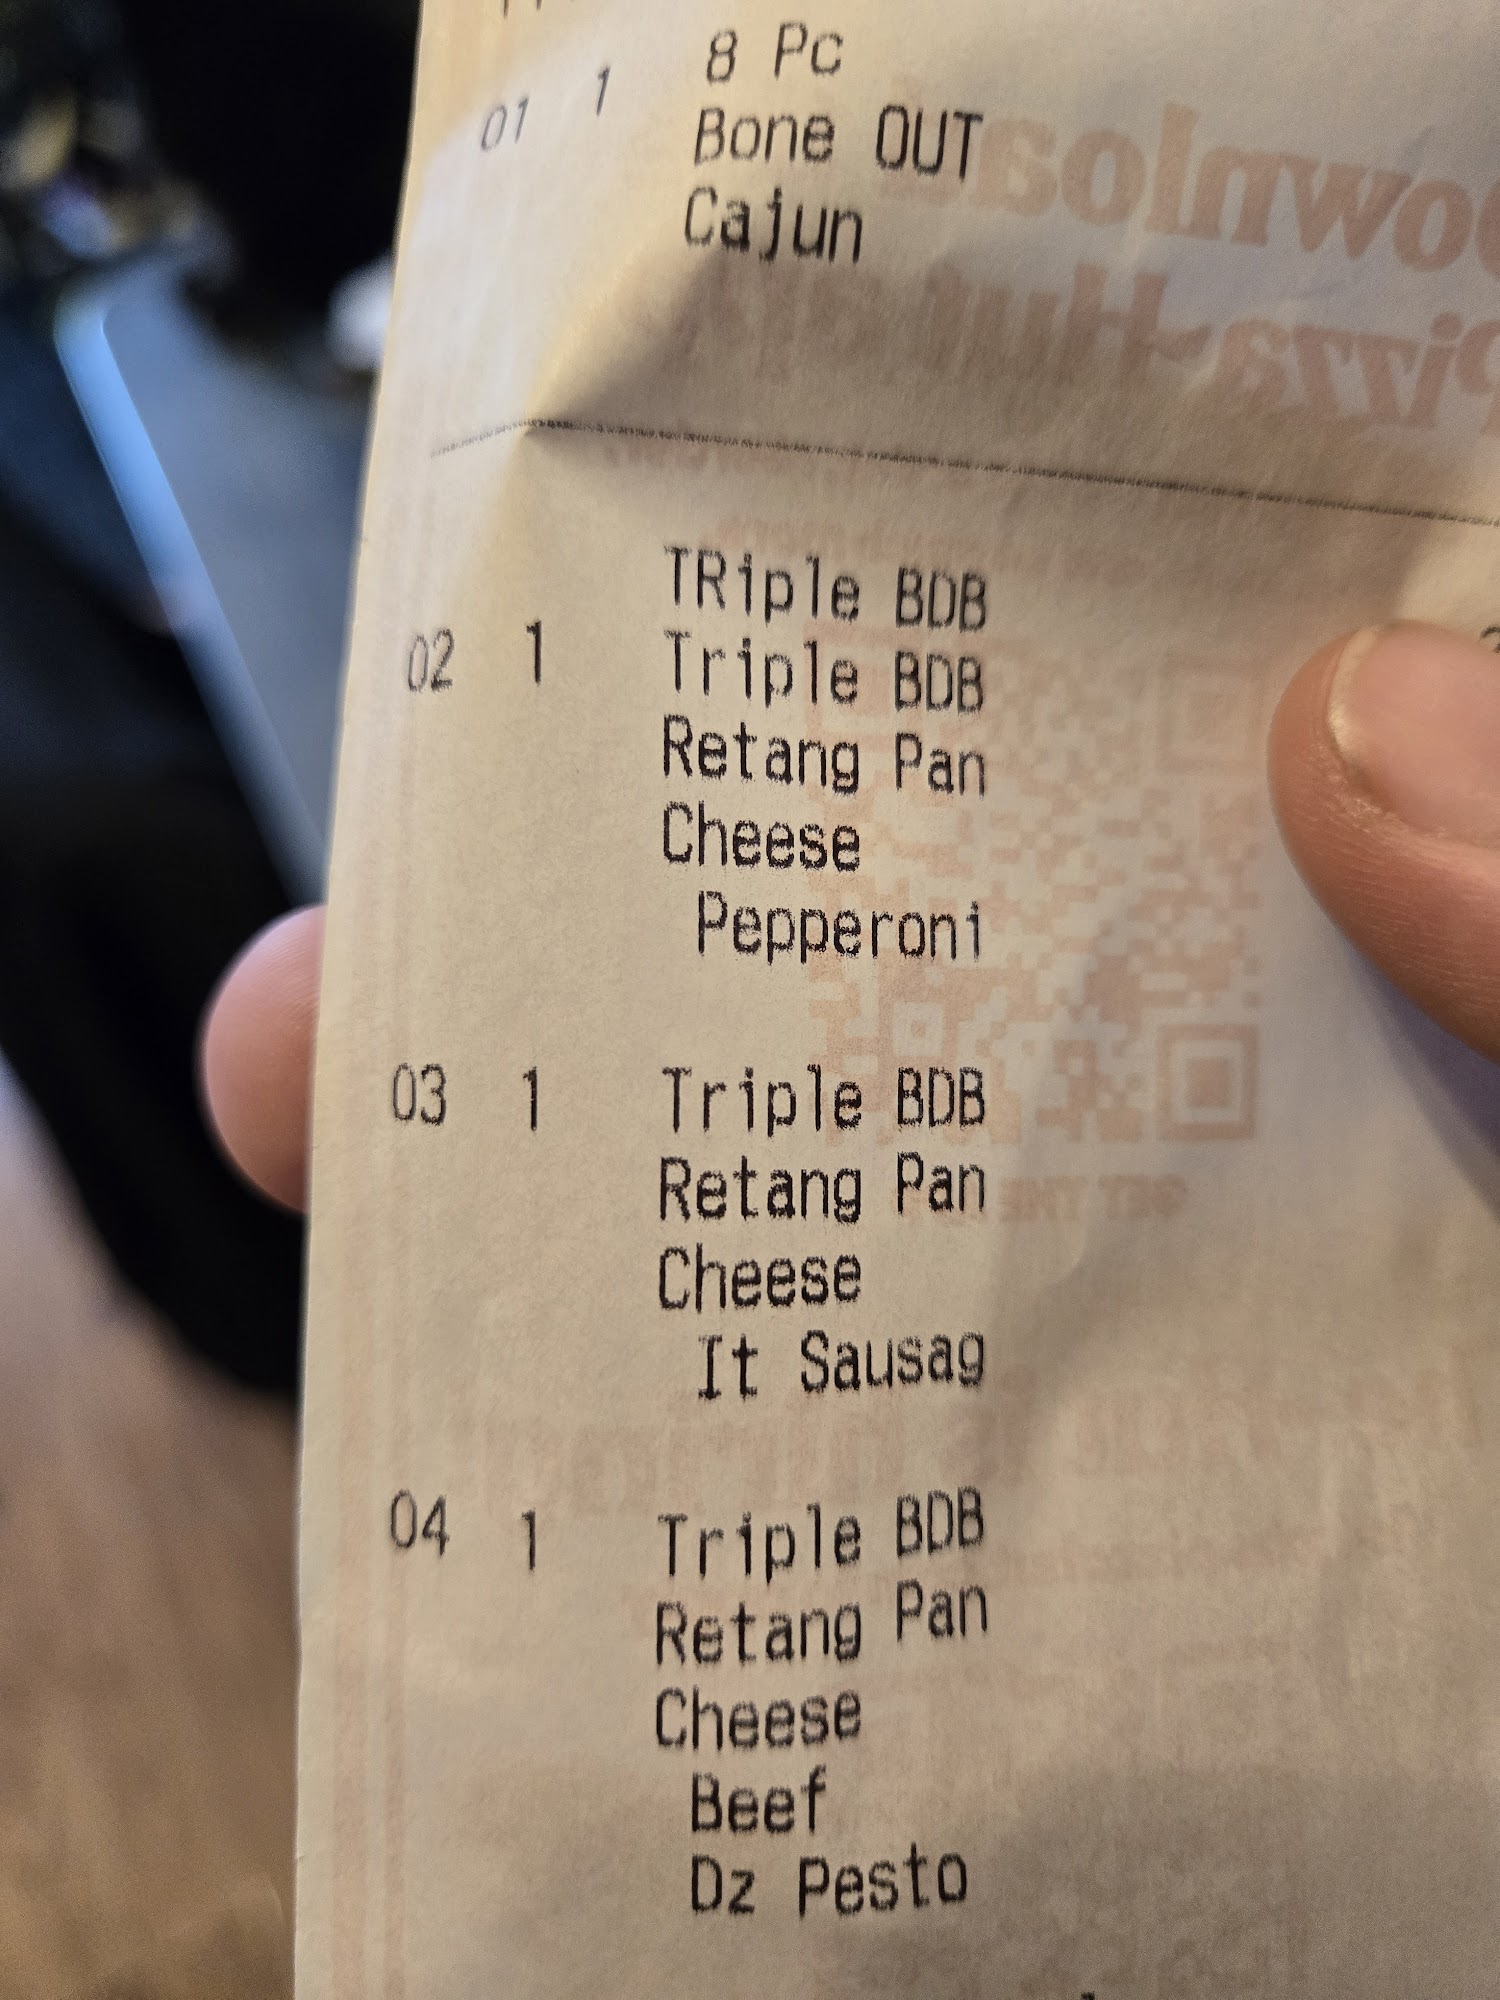 8 Pc
01 1 Bone OUT
Cajun
TRiple BDB
02 1 Triple BDB
Retang Pan
Cheese
Pepperoni
03 1 Triple BDB
Retang Pan
Cheese
It Sausag
04 1 Triple BDB
Retang Pan
Cheese
Beef
Dz Pesto